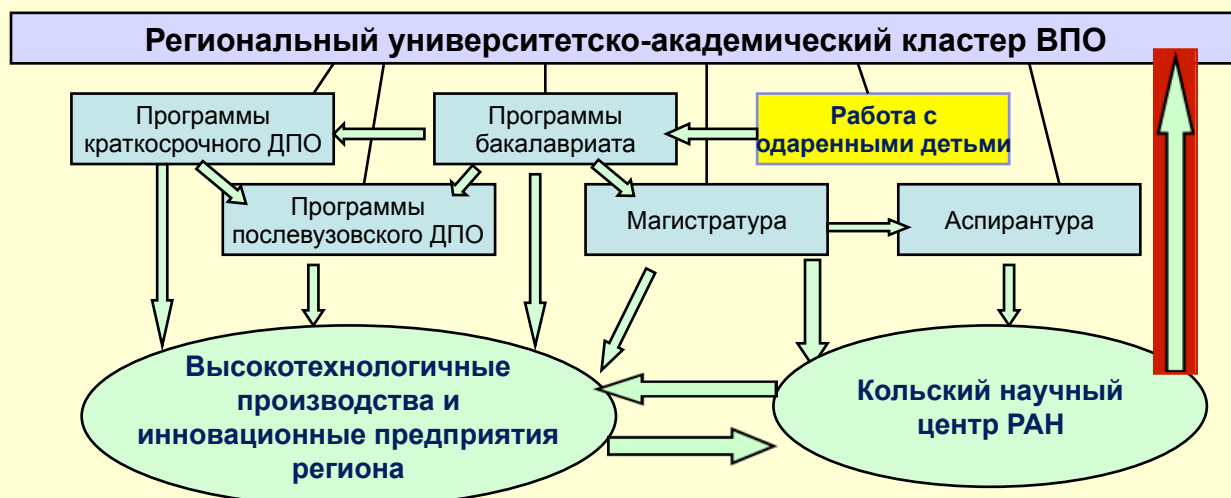 Региональный университетско-академический кластер ВПО
Программы
краткосрочного ДПО
Программы
бакалавриата
Работа с
одаренными детьми
Программы
послевузовского ДПО
Магистратура
Аспирантура
Высокотехнологичные
производства и
инновационные предприятия
региона
Кольский научный
центр РАН